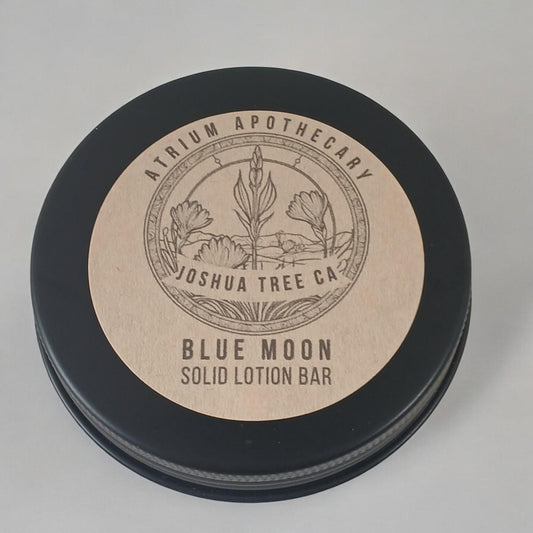 ATRIUM APOTHECARY
JOSHUA TREE CA
BLUE MOON
SOLID LOTION BAR